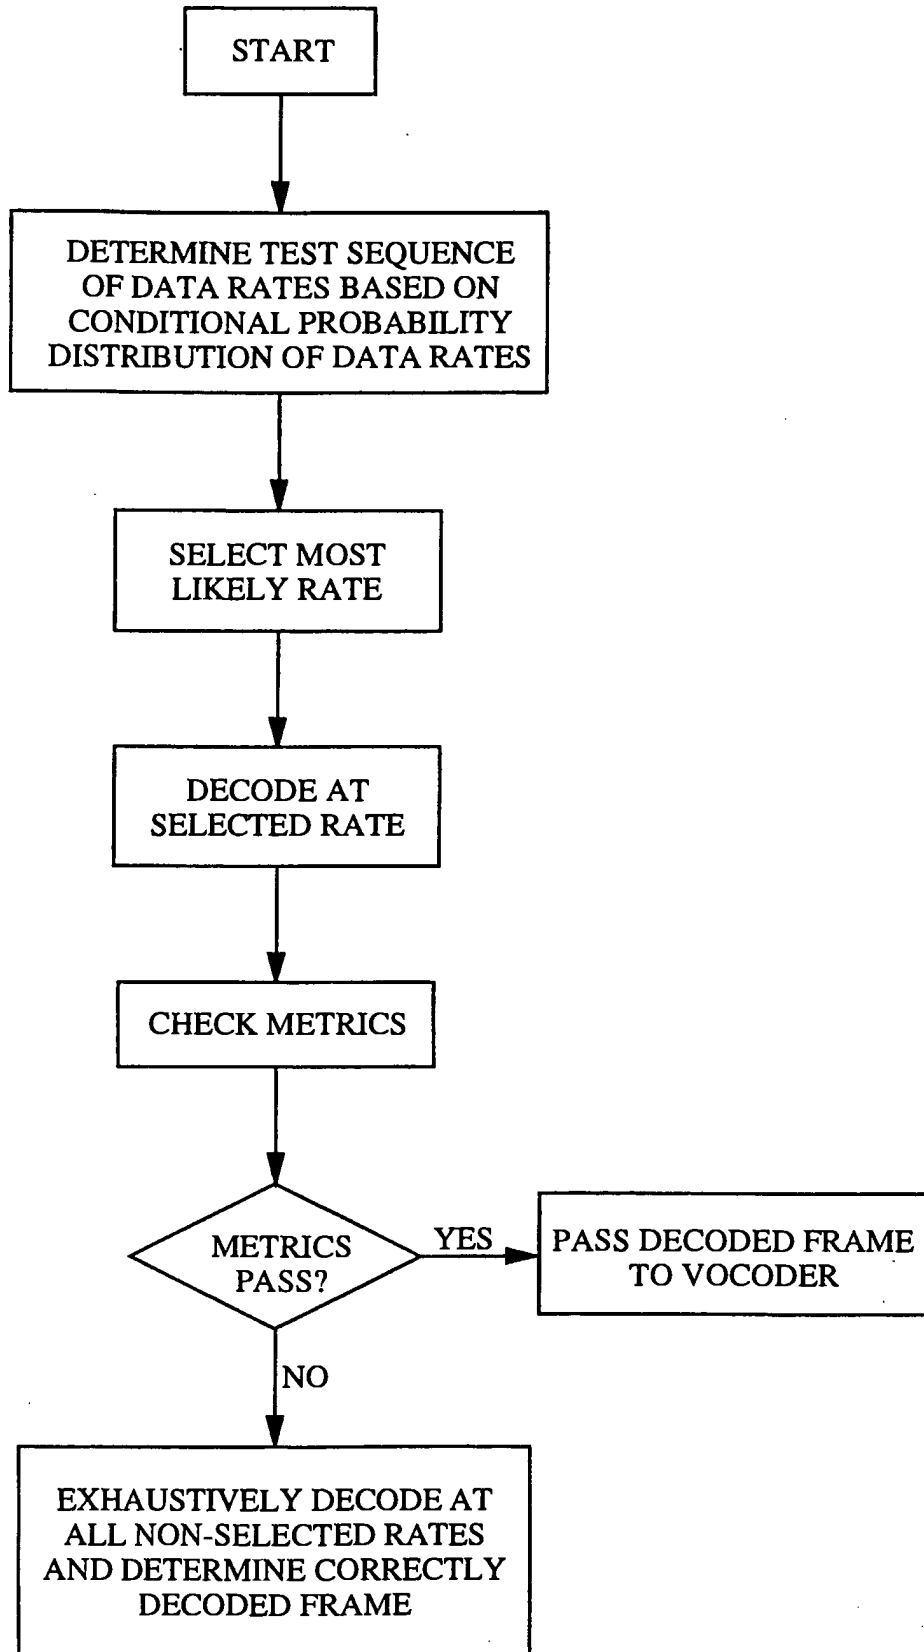 START
DETERMINE TEST SEQUENCE
OF DATA RATES BASED ON
CONDITIONAL PROBABILITY
DISTRIBUTION OF DATA RATES
SELECT MOST
LIKELY RATE
DECODE AT
SELECTED RATE
CHECK METRICS
METRICS
PASS?
YES
PASS DECODED FRAME
TO VOCODER
NO
EXHAUSTIVELY DECODE AT
ALL NON-SELECTED RATES
AND DETERMINE CORRECTLY
DECODED FRAME